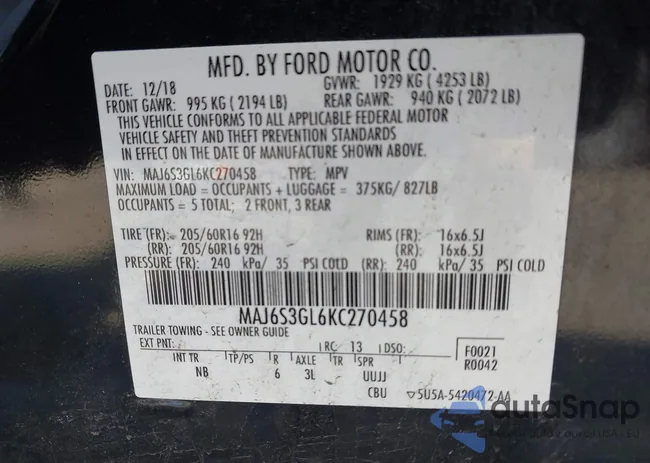 MFD. BY FORD MOTOR CO.
DATE: 12/18 GVWR: 1929 KG ( 4253 LB)
FRONT GAWR: 995 KG ( 2194 LB) REAR GAWR: 940 KG ( 2072 LB)
THIS VEHICLE CONFORMS TO ALL APPLICABLE FEDERAL MOTOR
VEHICLE SAFETY AND THEFT PREVENTION STANDARDS
IN EFFECT ON THE DATE OF MANUFACTURE SHOWN ABOVE.
VIN: MAJ6S3GL6KC270458 TYPE: MPV
MAXIMUM LOAD = OCCUPANTS + LUGGAGE = 375KG/ 827LB
OCCUPANTS = 5 TOTAL; 2 FRONT, 3 REAR
TIRE (FR): 205/60R16 92H RIMS (FR): 16x6.5J
(RR): 205/60R16 92H (RR): 16x6.5J
PRESSURE (FR): 240 kPa/ 35 PSI COLD (RR): 240 kPa/ 35 PSI COLD
MAJ6S3GL6KC270458
TRAILER TOWING - SEE OWNER GUIDE
EXT PNT: RC: 13 DSO: F0021
INT TR TP/PS R AXLE TR SPR R0042
NB 6 3L UUJJ
CBU ▽5U5A-5420472-AA
autoSnap